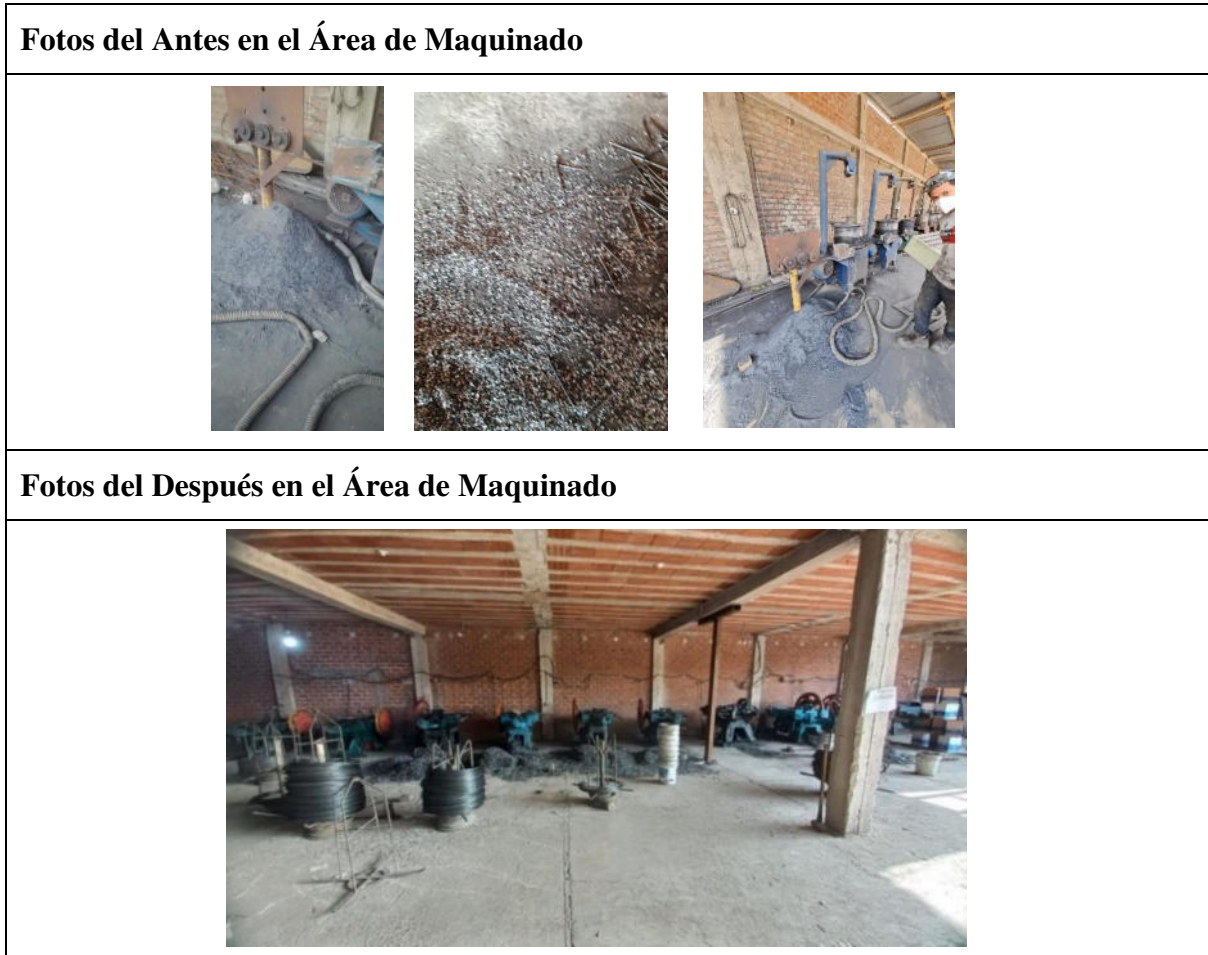 Fotos del Antes en el Área de Maquinado
Fotos del Después en el Área de Maquinado